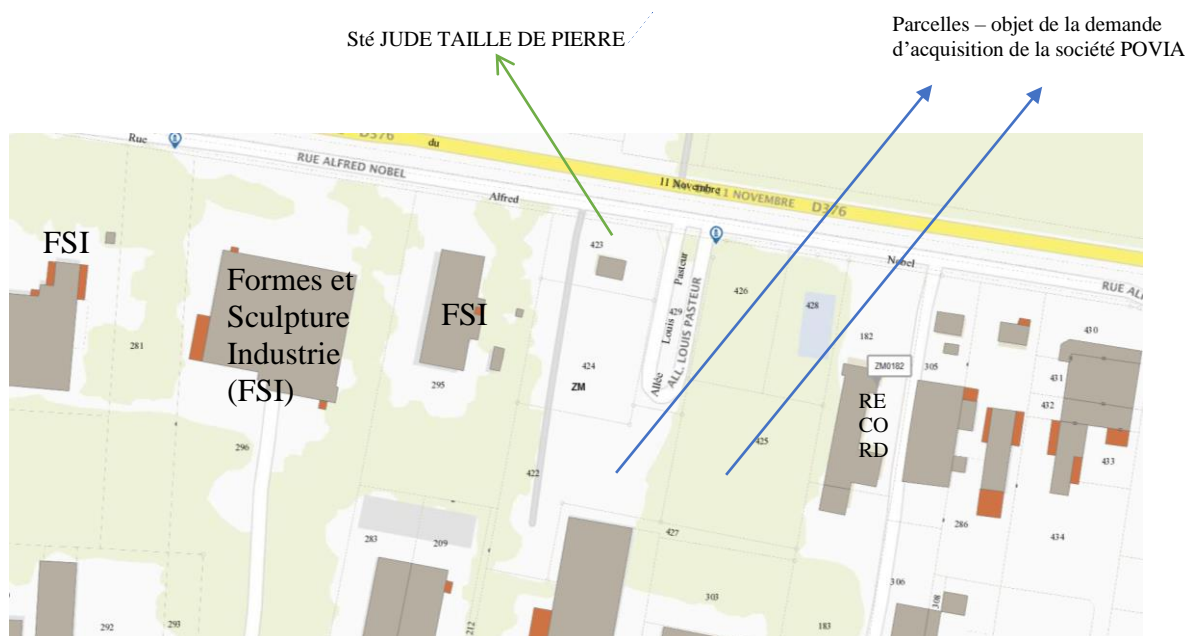 Parcelles – objet de la demande
d’acquisition de la société POVIA
Sté JUDE TAILLE DE PIERRE
Rue
D376
du
RUE ALFRED NOBEL
Alfred
11 Novembre
11 NOVEMBRE
D376
FSI
423
Nobel
RUE AL
Formes et
Sculpture
Industrie
(FSI)
FSI
Pasteur
426
428
429
Louis
Allée
ALL. LOUIS PASTEUR
182
430
281
295
424
ZM
ZM0182
305
431
432
RE
CO
RD
296
425
433
422
286
434
283
209
427
303
306
308
292
293
212
183